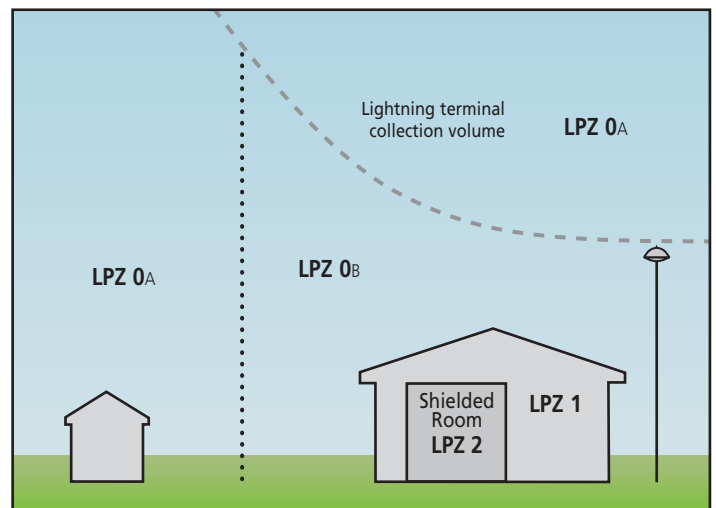 Lightning terminal
collection volume
LPZ 0A
LPZ 0A
LPZ 0B
Shielded
Room
LPZ 2
LPZ 1